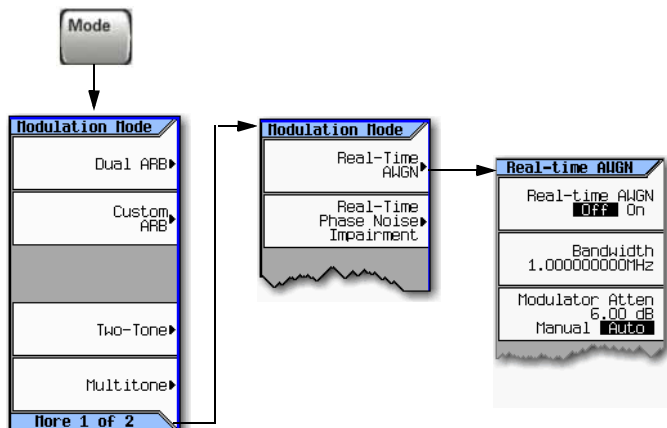 Mode
Modulation Mode
Dual ARB
Custom
ARB
Two-Tone
Multitone
More 1 of 2
Modulation Mode
Real-Time
AWGN
Real-Time
Phase Noise
Impairment
Real-time AWGN
Real-time AWGN
Off On
Bandwidth
1.000000000MHz
Modulator Atten
6.00 dB
Manual Auto